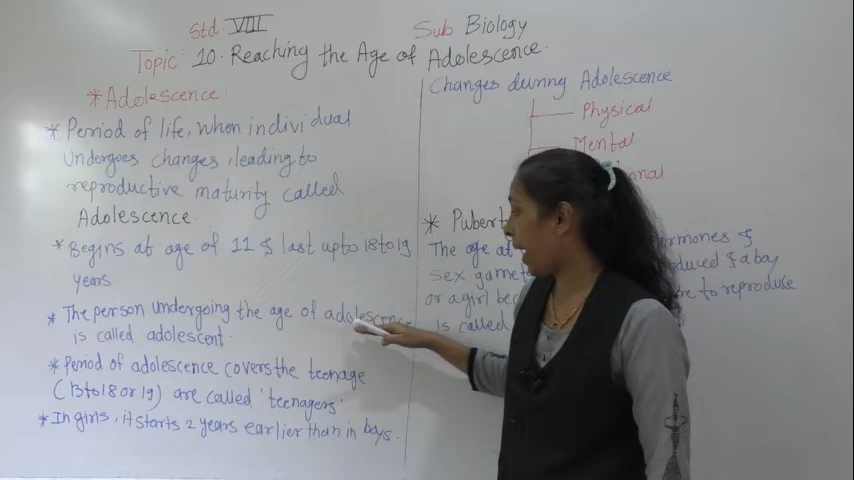 Std. VIII
Sub: Biology
Topic: 10. Reaching the Age of Adolescence.
* Adolescence:
* Period of life, when individual
undergoes changes, leading to
reproductive maturity called
Adolescence.
* Begins at age of 11 & last upto 18 to 19
years.
* The person undergoing the age of adolescence
is called adolescent.
* Period of adolescence covers the teenage
(13 to 18 or 19) are called 'teenagers'
* In girls, it starts 2 years earlier than in boys.
Changes during Adolescence
Physical
Mental
* Pubert
The age at
sex
or a girl
is called
& a boy
to reproduce